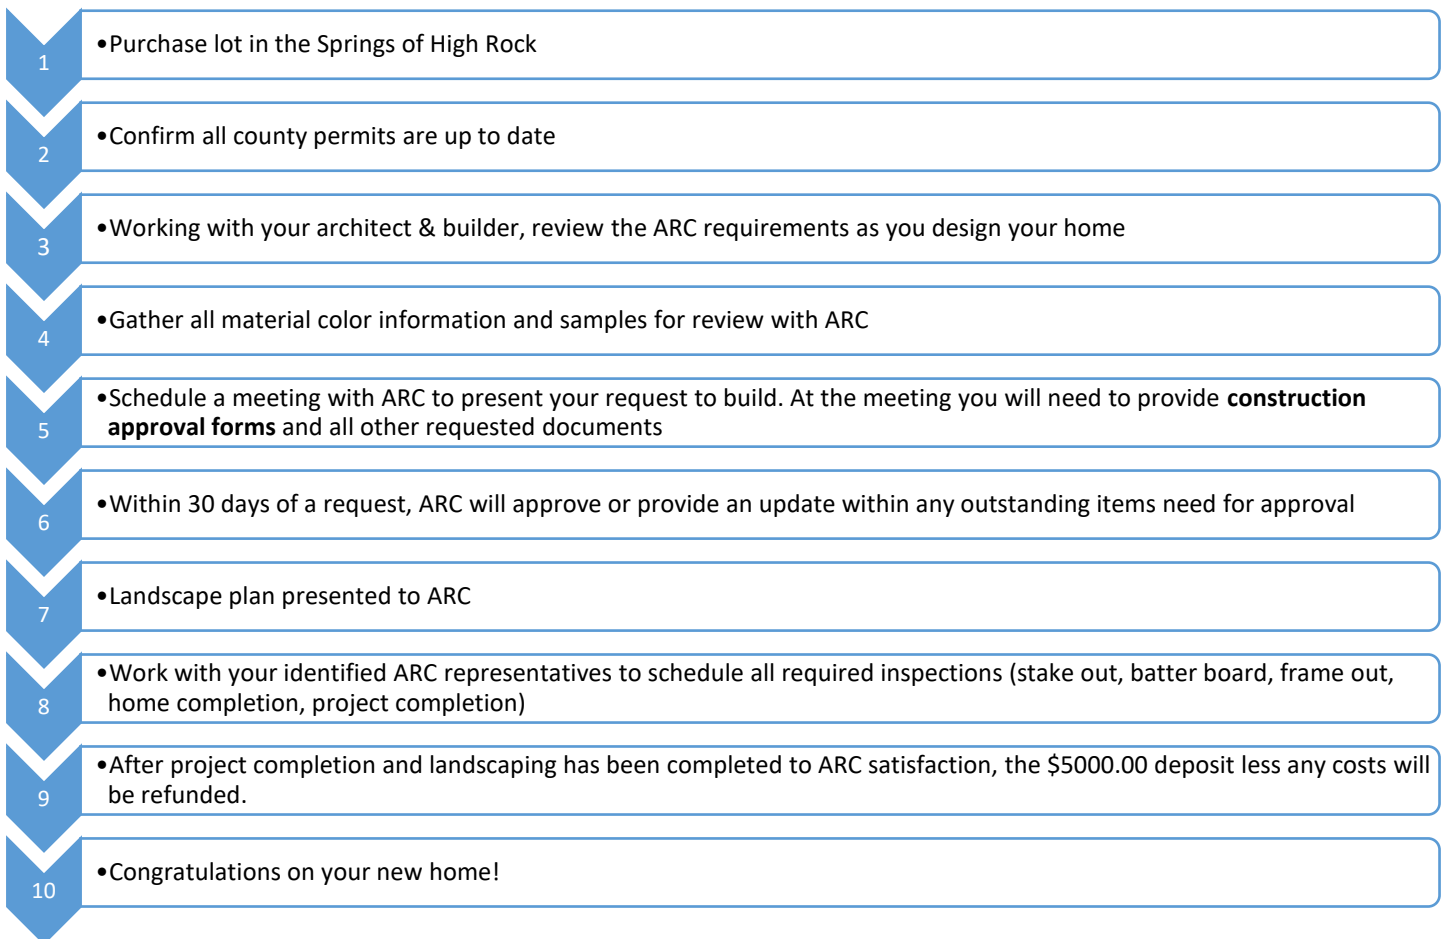 1
•Purchase lot in the Springs of High Rock
2
•Confirm all county permits are up to date
3
•Working with your architect & builder, review the ARC requirements as you design your home
4
•Gather all material color information and samples for review with ARC
5
•Schedule a meeting with ARC to present your request to build. At the meeting you will need to provide construction
approval forms and all other requested documents
6
•Within 30 days of a request, ARC will approve or provide an update within any outstanding items need for approval
7
•Landscape plan presented to ARC
8
•Work with your identified ARC representatives to schedule all required inspections (stake out, batter board, frame out,
home completion, project completion)
9
•After project completion and landscaping has been completed to ARC satisfaction, the $5000.00 deposit less any costs will
be refunded.
10
•Congratulations on your new home!